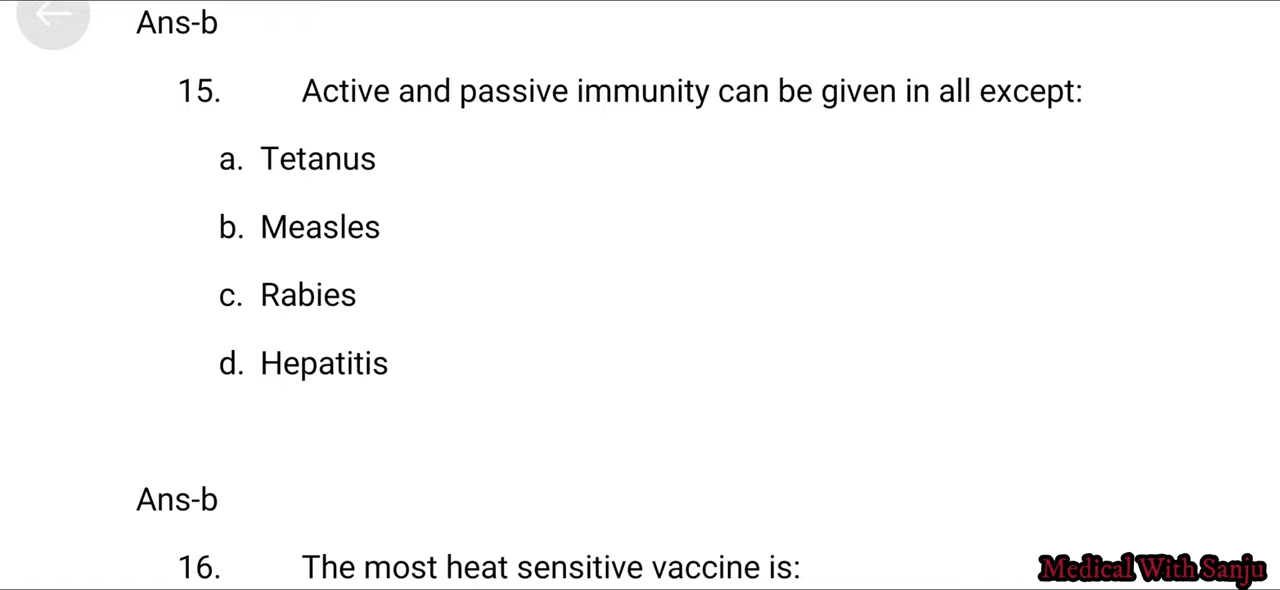 Ans-b
15. Active and passive immunity can be given in all except:
a. Tetanus
b. Measles
c. Rabies
d. Hepatitis
Ans-b
16. The most heat sensitive vaccine is:
Medical With Sanju